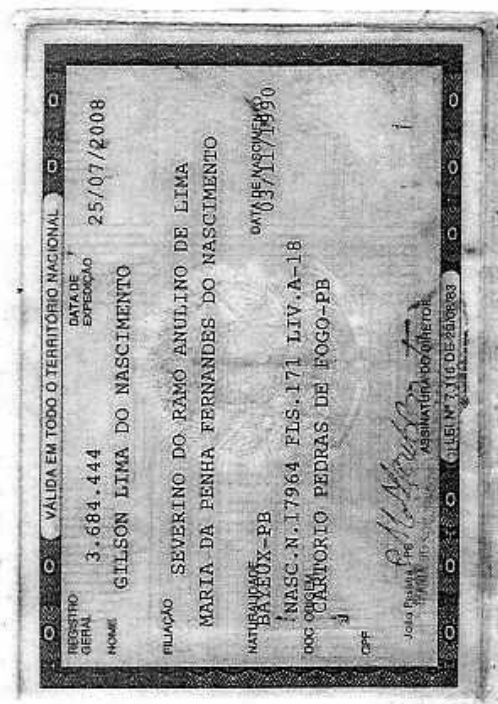 VÁLIDA EM TODO O TERRITÓRIO NACIONAL
REGISTRO GERAL 3.684.444 DATA DE EXPEDIÇÃO 25/07/2008
NOME GILSON LIMA DO NASCIMENTO
FILIAÇÃO SEVERINO DO RAMO ANULINO DE LIMA
MARIA DA PENHA FERNANDES DO NASCIMENTO
NATURALIDADE DATA DE NASCIMENTO
BAYEUX-PB 03/11/1990
DOC ORIGEM NASC.N.17964 FLS.171 LIV.A-18
CARTORIO PEDRAS DE FOGO-PB
CPF
João Pessoa
ASSINATURA DO DIRETOR
LEI Nº 7.116 DE 29/08/83